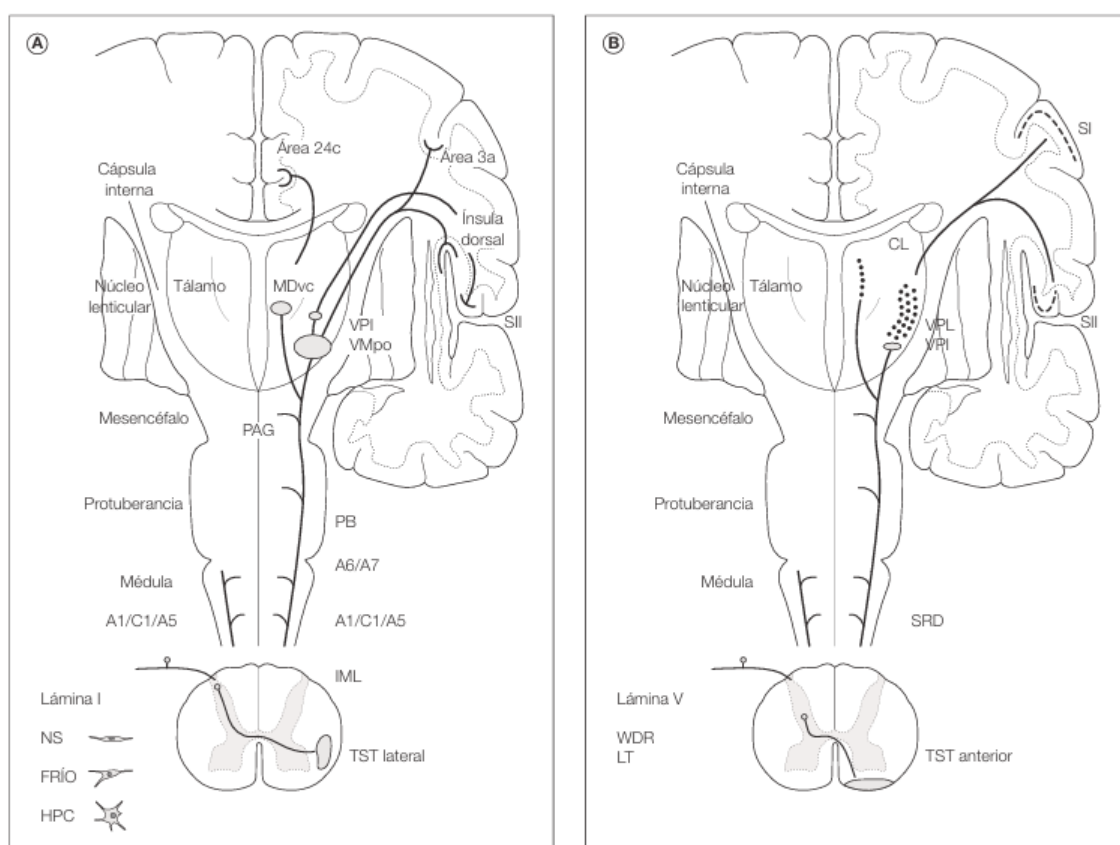 A
Área 24c
Área 3a
Cápsula
interna
Ínsula
dorsal
Núcleo
lenticular
Tálamo
MDvc
SII
VPI
VMpo
Mesencéfalo
PAG
Protuberancia
PB
A6/A7
Médula
A1/C1/A5
A1/C1/A5
IML
Lámina I
NS
FRÍO
HPC
TST lateral
B
SI
Cápsula
interna
CL
Núcleo
lenticular
Tálamo
SII
VPL
VPI
Mesencéfalo
Protuberancia
Médula
SRD
Lámina V
WDR
LT
TST anterior